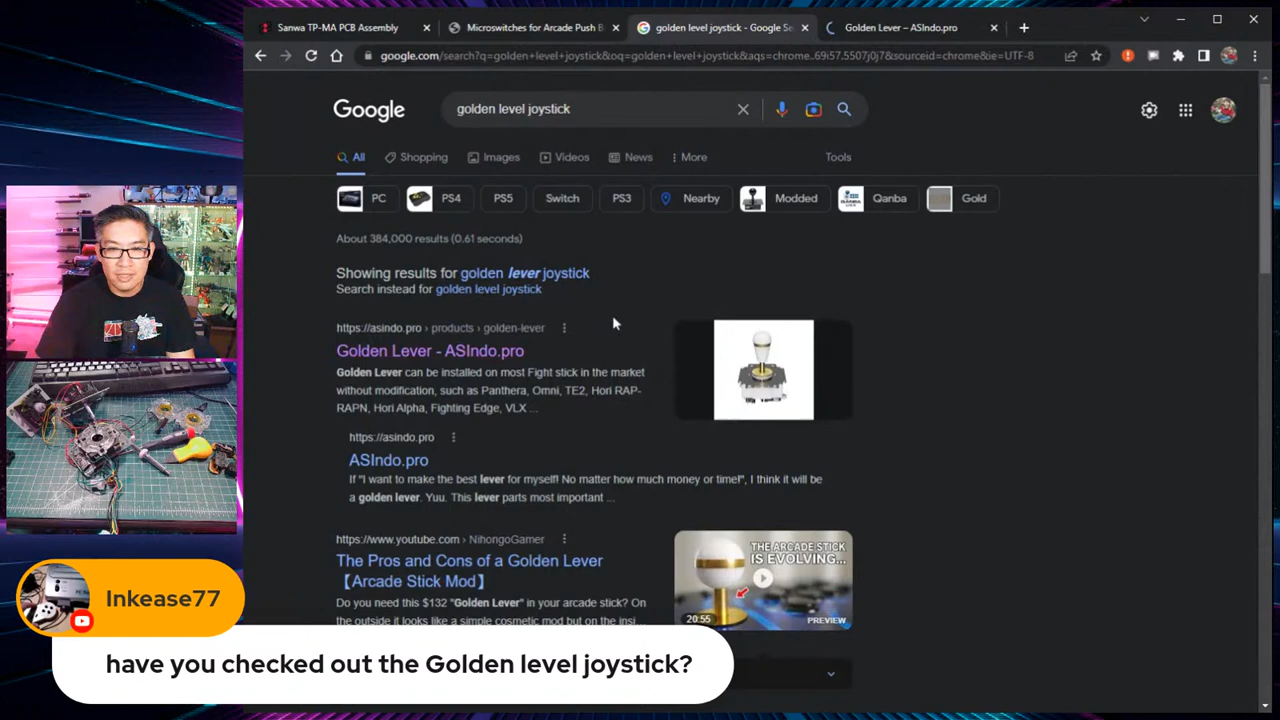 Sanwa TP-MA PCB Assembly
Microswitches for Arcade Push B
golden level joystick - Google Se
Golden Lever – ASIndo.pro
google.com/search?q=golden+level+joystick&oq=golden+level+joystick&aqs=chrome..69i57.5507j0j7&sourceid=chrome&ie=UTF-8
Google
golden level joystick
All
Shopping
Images
Videos
News
More
Tools
PC
PS4
PS5
Switch
PS3
Nearby
Modded
Qanba
Gold
About 384,000 results (0.61 seconds)
Showing results for golden lever joystick
Search instead for golden level joystick
https://asindo.pro › products › golden-lever
Golden Lever - ASIndo.pro
Golden Lever can be installed on most Fight stick in the market
without modification, such as Panthera, Omni, TE2, Hori RAP-
RAPN, Hori Alpha, Fighting Edge, VLX ...
https://asindo.pro
ASIndo.pro
If "I want to make the best lever for myself! No matter how much money or time!", I think it will be
a golden lever. Yuu. This lever parts most important ...
https://www.youtube.com › NihongoGamer
The Pros and Cons of a Golden Lever
【Arcade Stick Mod】
Do you need this $132 "Golden Lever" in your arcade stick? On
the outside it looks like a simple cosmetic mod but on the insi...
THE ARCADE STICK
IS EVOLVING...
20:55
PREVIEW
Inkease77
have you checked out the Golden level joystick?